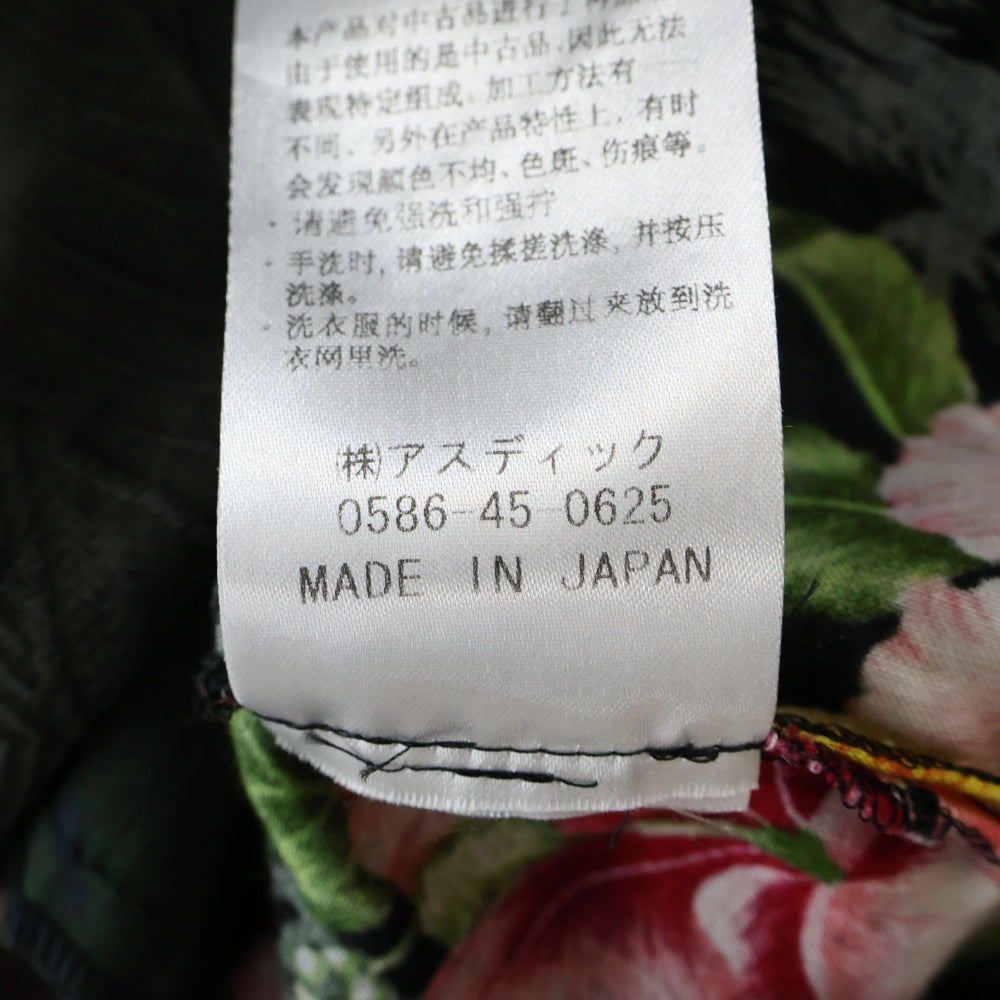 本产品对中古品进行了
由于使用的是中古品,因此无法
表现特定组成。加工方法有
不同。另外在产品特性上,有时
会发现颜色不均、色斑、伤痕等。
·请避免强洗和强拧
·手洗时,请避免揉搓洗涤,并按压
洗涤。
·洗衣服的时候,请翻过来放到洗
衣网里洗。
㈱アスディック
0586-45-0625
MADE IN JAPAN